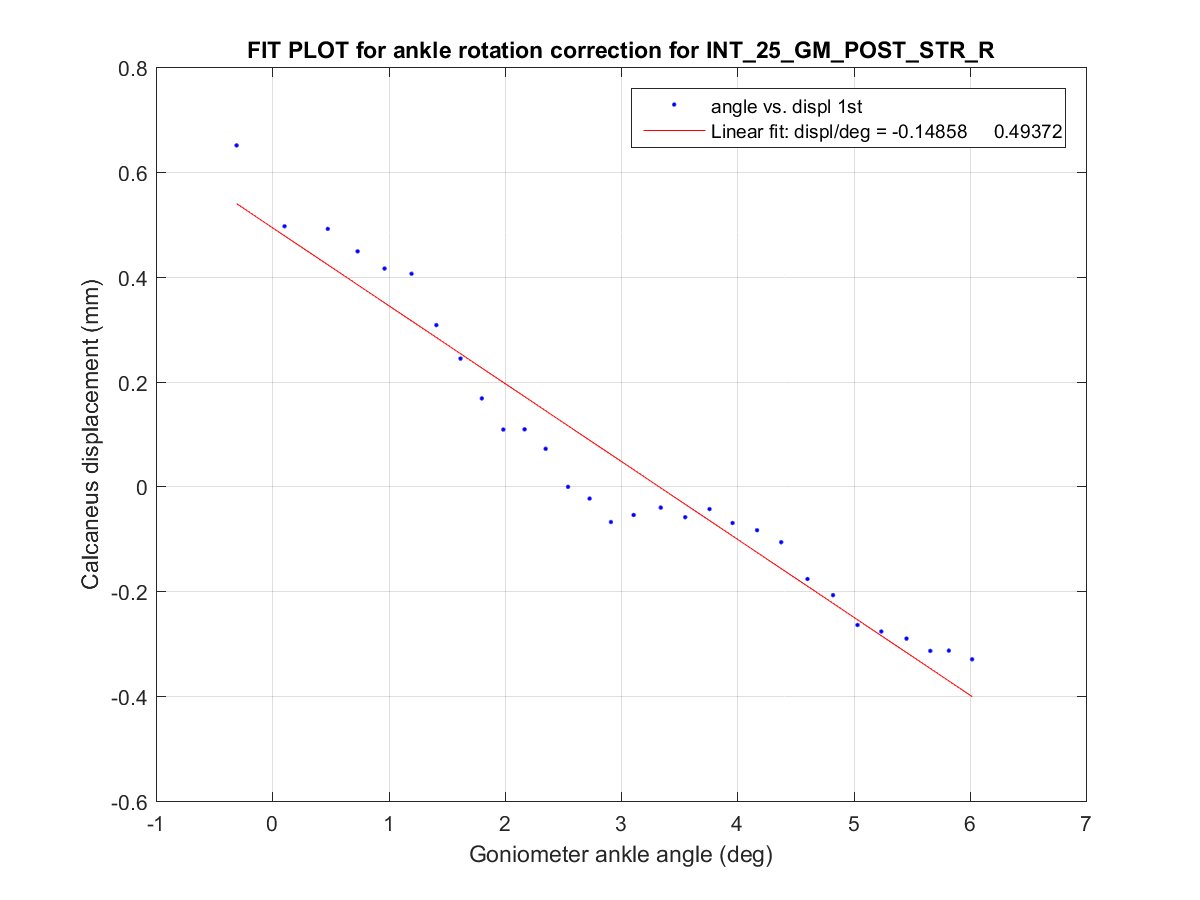 FIT PLOT for ankle rotation correction for INT_25_GM_POST_STR_R
0.8
angle vs. displ 1st
Linear fit: displ/deg = -0.14858 0.49372
0.6
0.4
0.2
0
-0.2
-0.4
-0.6
Calcaneus displacement (mm)
-1 0 1 2 3 4 5 6 7
Goniometer ankle angle (deg)